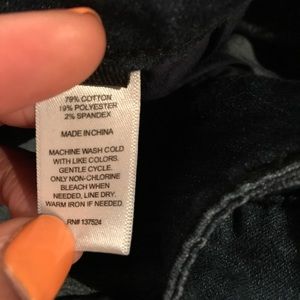 79% COTTON
19% POLYESTER
2% SPANDEX
MADE IN CHINA
MACHINE WASH COLD
WITH LIKE COLORS.
GENTLE CYCLE.
ONLY NON-CHLORINE
BLEACH WHEN
NEEDED, LINE DRY.
WARM IRON IF NEEDED.
RN# 137524